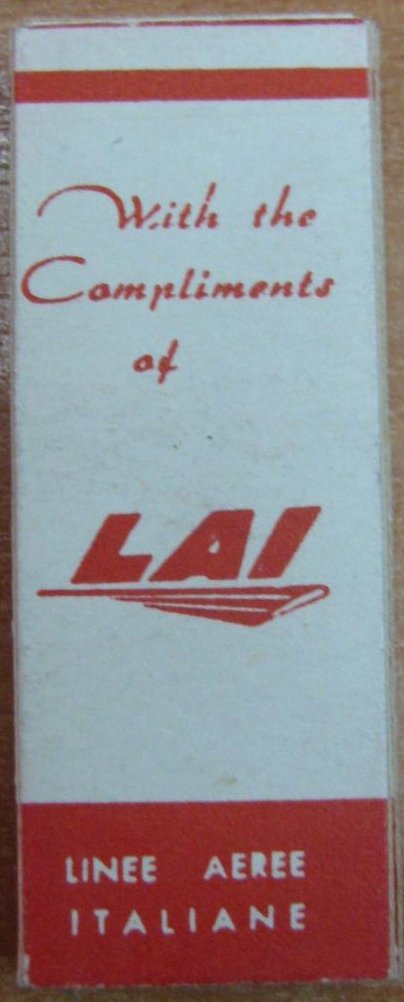 With the
Compliments
of
LAI
LINEE AEREE
ITALIANE